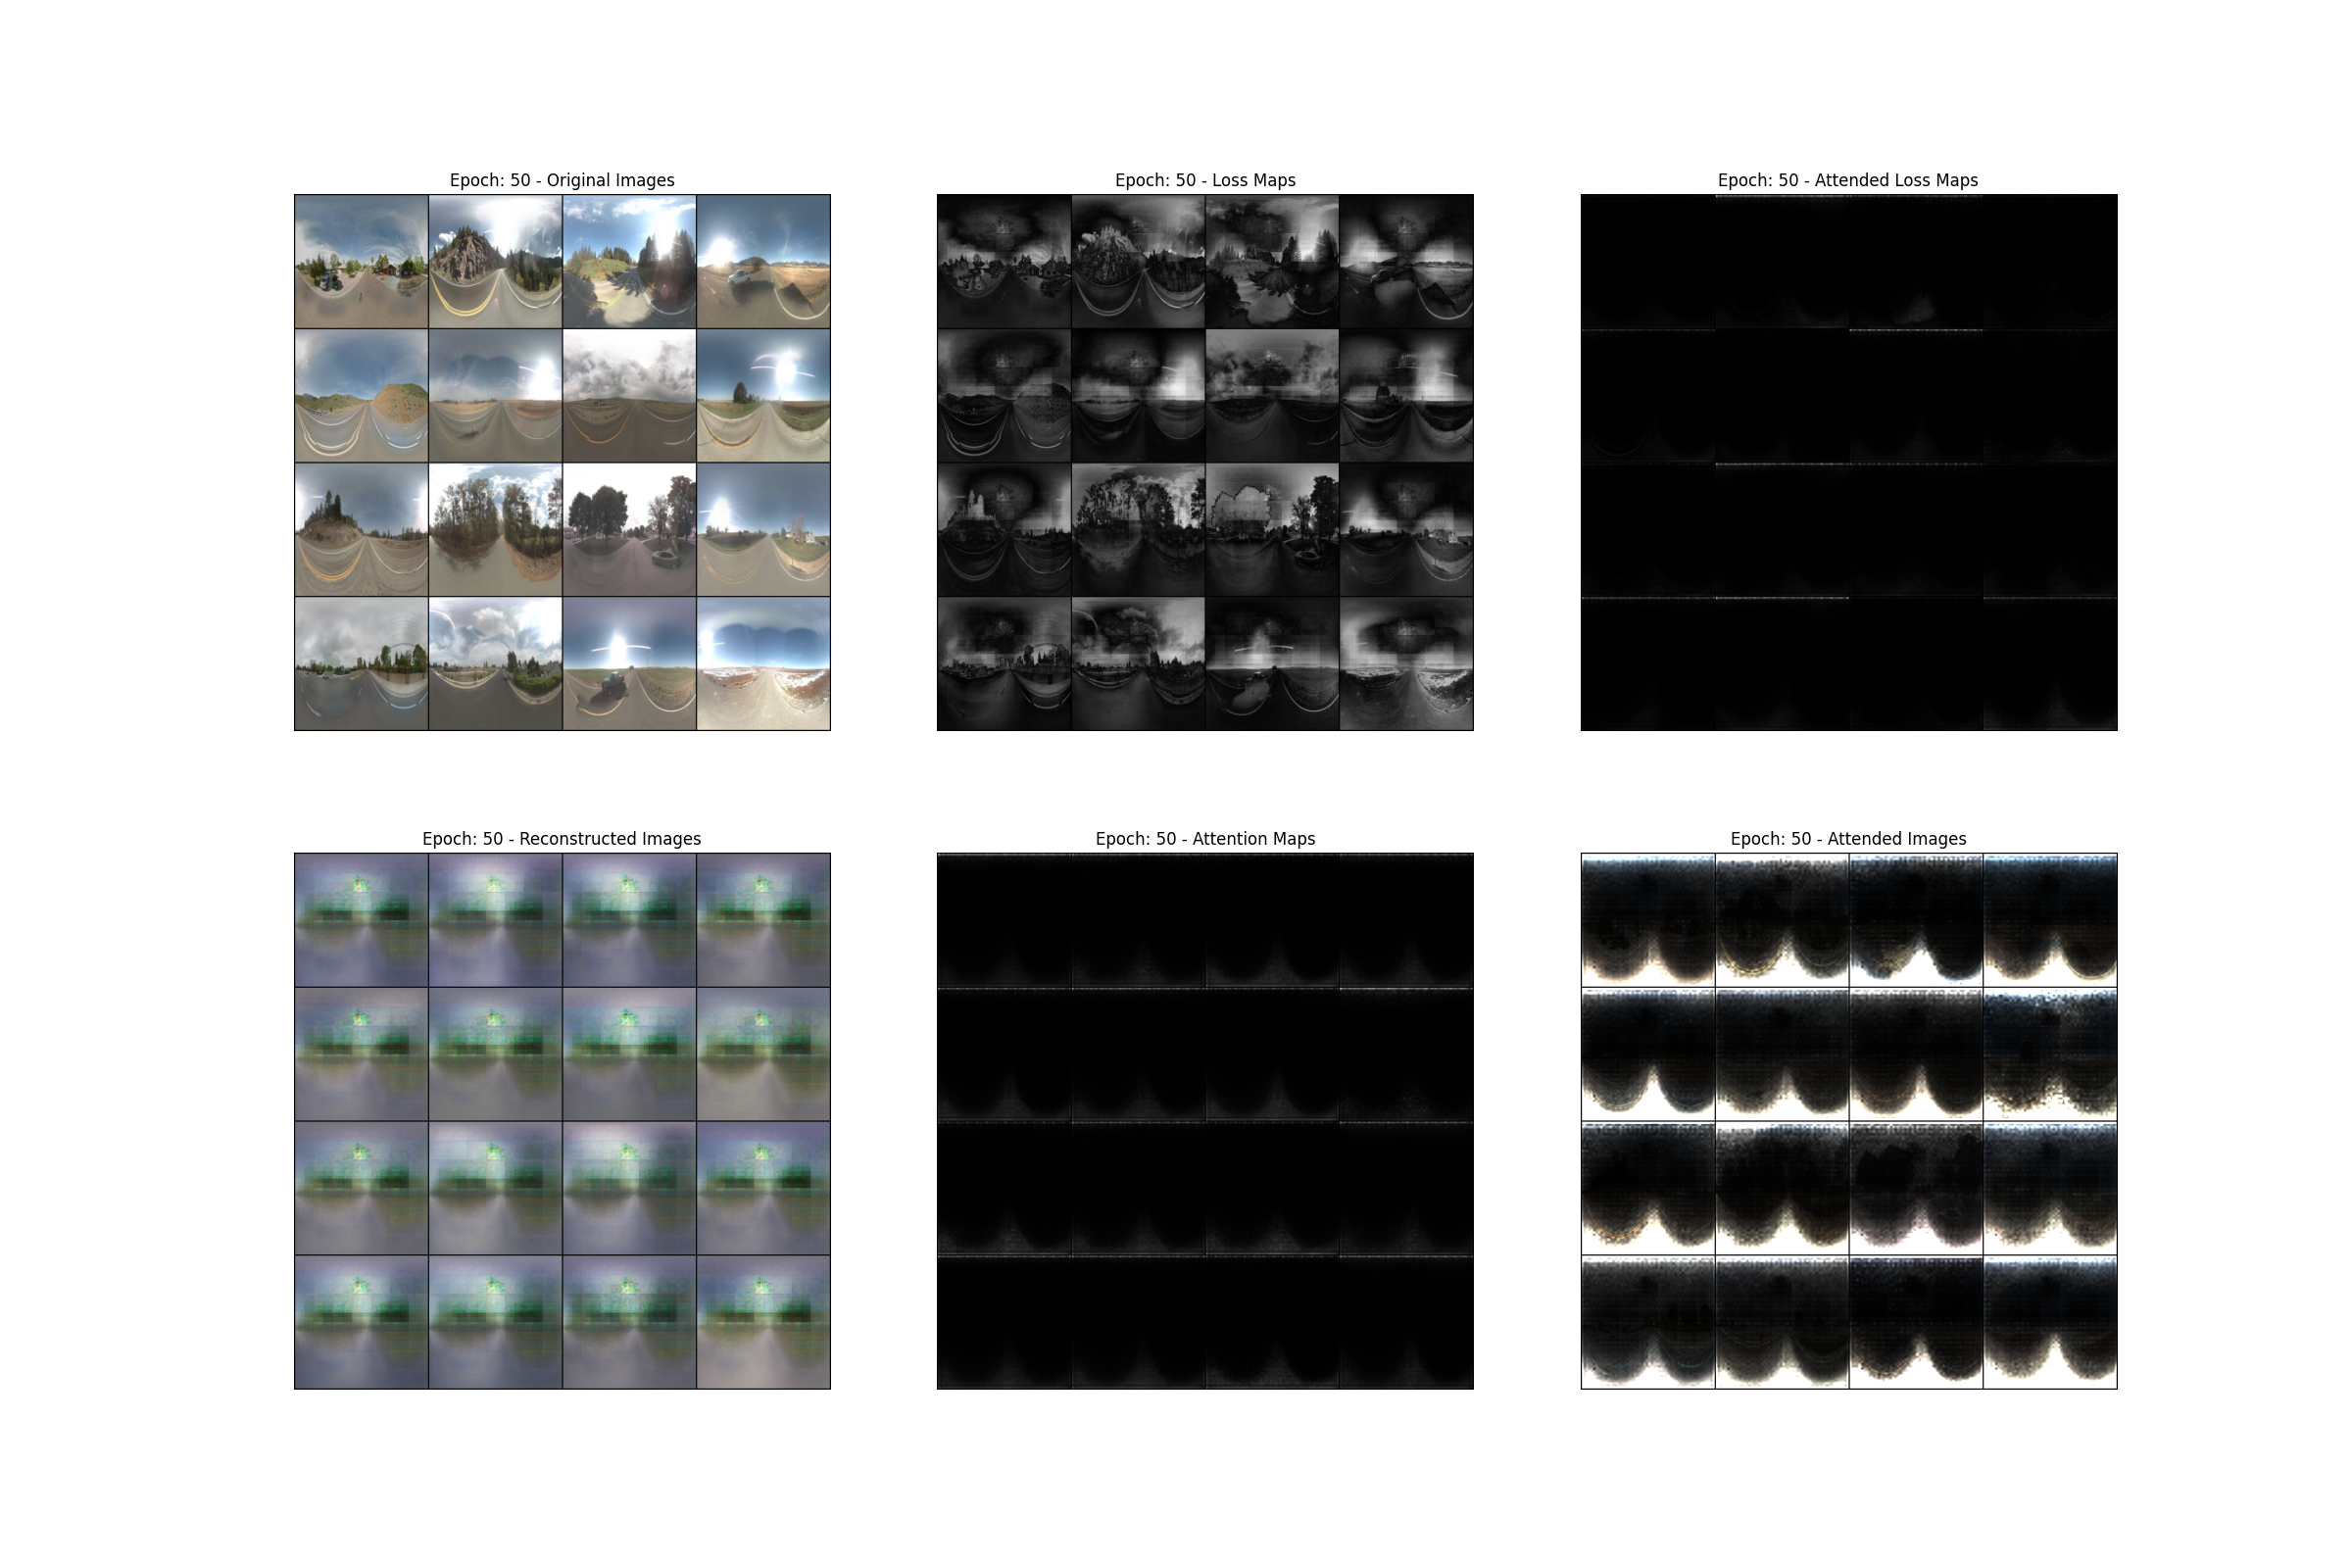 Epoch: 50 - Original Images
Epoch: 50 - Loss Maps
Epoch: 50 - Attended Loss Maps
Epoch: 50 - Reconstructed Images
Epoch: 50 - Attention Maps
Epoch: 50 - Attended Images